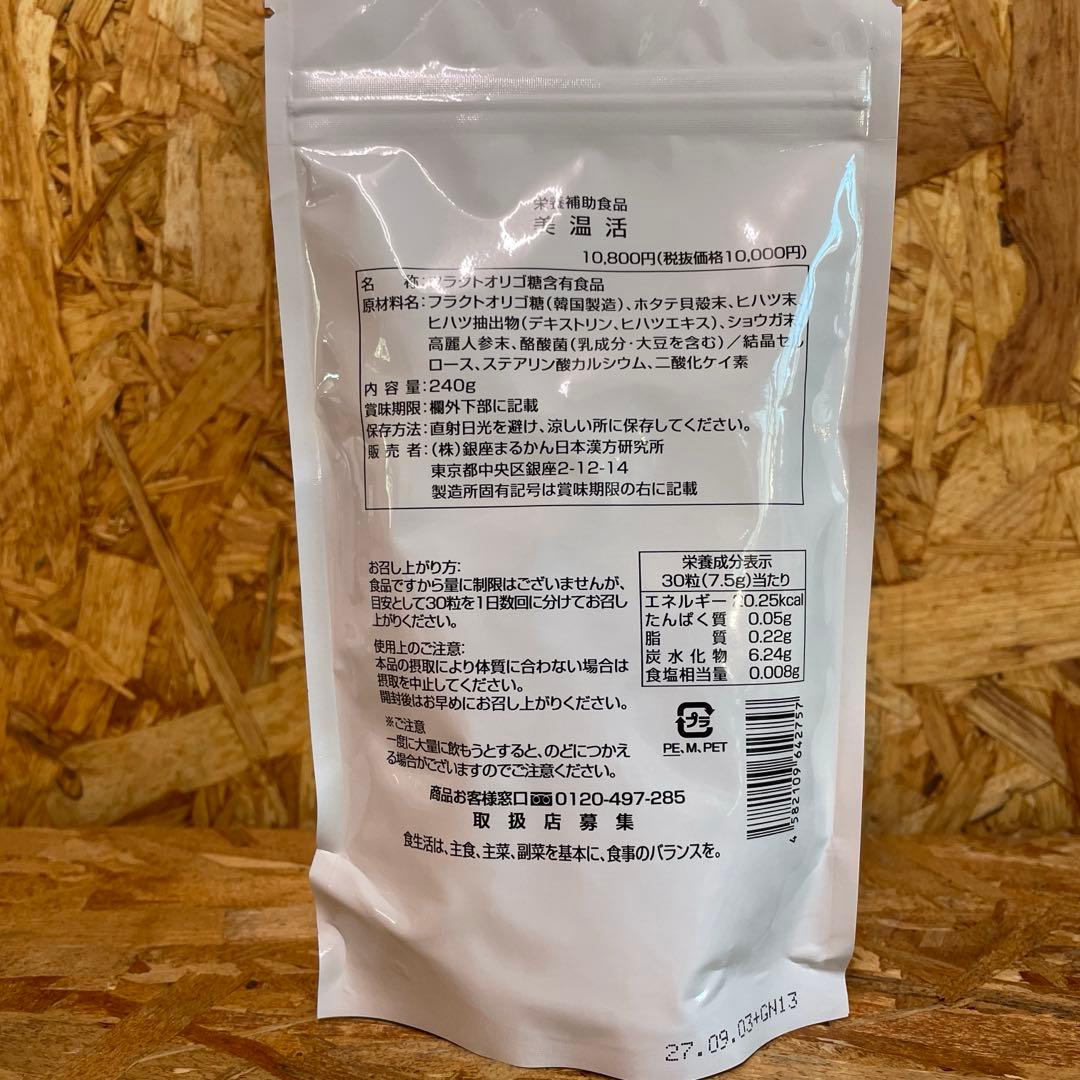 栄養補助食品
美温活
10,800円(税抜価格10,000円)
名　　称:フラクトオリゴ糖含有食品
原材料名:フラクトオリゴ糖(韓国製造)、ホタテ貝殻末、ヒハツ末、
ヒハツ抽出物(デキストリン、ヒハツエキス)、ショウガ末、
高麗人参末、酪酸菌(乳成分・大豆を含む)／結晶セル
ロース、ステアリン酸カルシウム、二酸化ケイ素
内容量:240g
賞味期限:欄外下部に記載
保存方法:直射日光を避け、涼しい所に保存してください。
販売者:(株)銀座まるかん日本漢方研究所
東京都中央区銀座2-12-14
製造所固有記号は賞味期限の右に記載
お召し上がり方:
食品ですから量に制限はございませんが、
目安として30粒を1日数回に分けてお召し
上がりください。
使用上のご注意:
本品の摂取により体質に合わない場合は
摂取を中止してください。
開封後はお早めにお召し上がりください。
※ご注意
一度に大量に飲もうとすると、のどにつかえ
る場合がございますのでご注意ください。
栄養成分表示
30粒(7.5g)当たり
エネルギー 20.25kcal
たんぱく質 0.05g
脂　　質 0.22g
炭水化物 6.24g
食塩相当量 0.008g
プラ
PE、M、PET
4 582109 642757
商品お客様窓口 0120-497-285
取扱店募集
食生活は、主食、主菜、副菜を基本に、食事のバランスを。
27.09.03+GN13